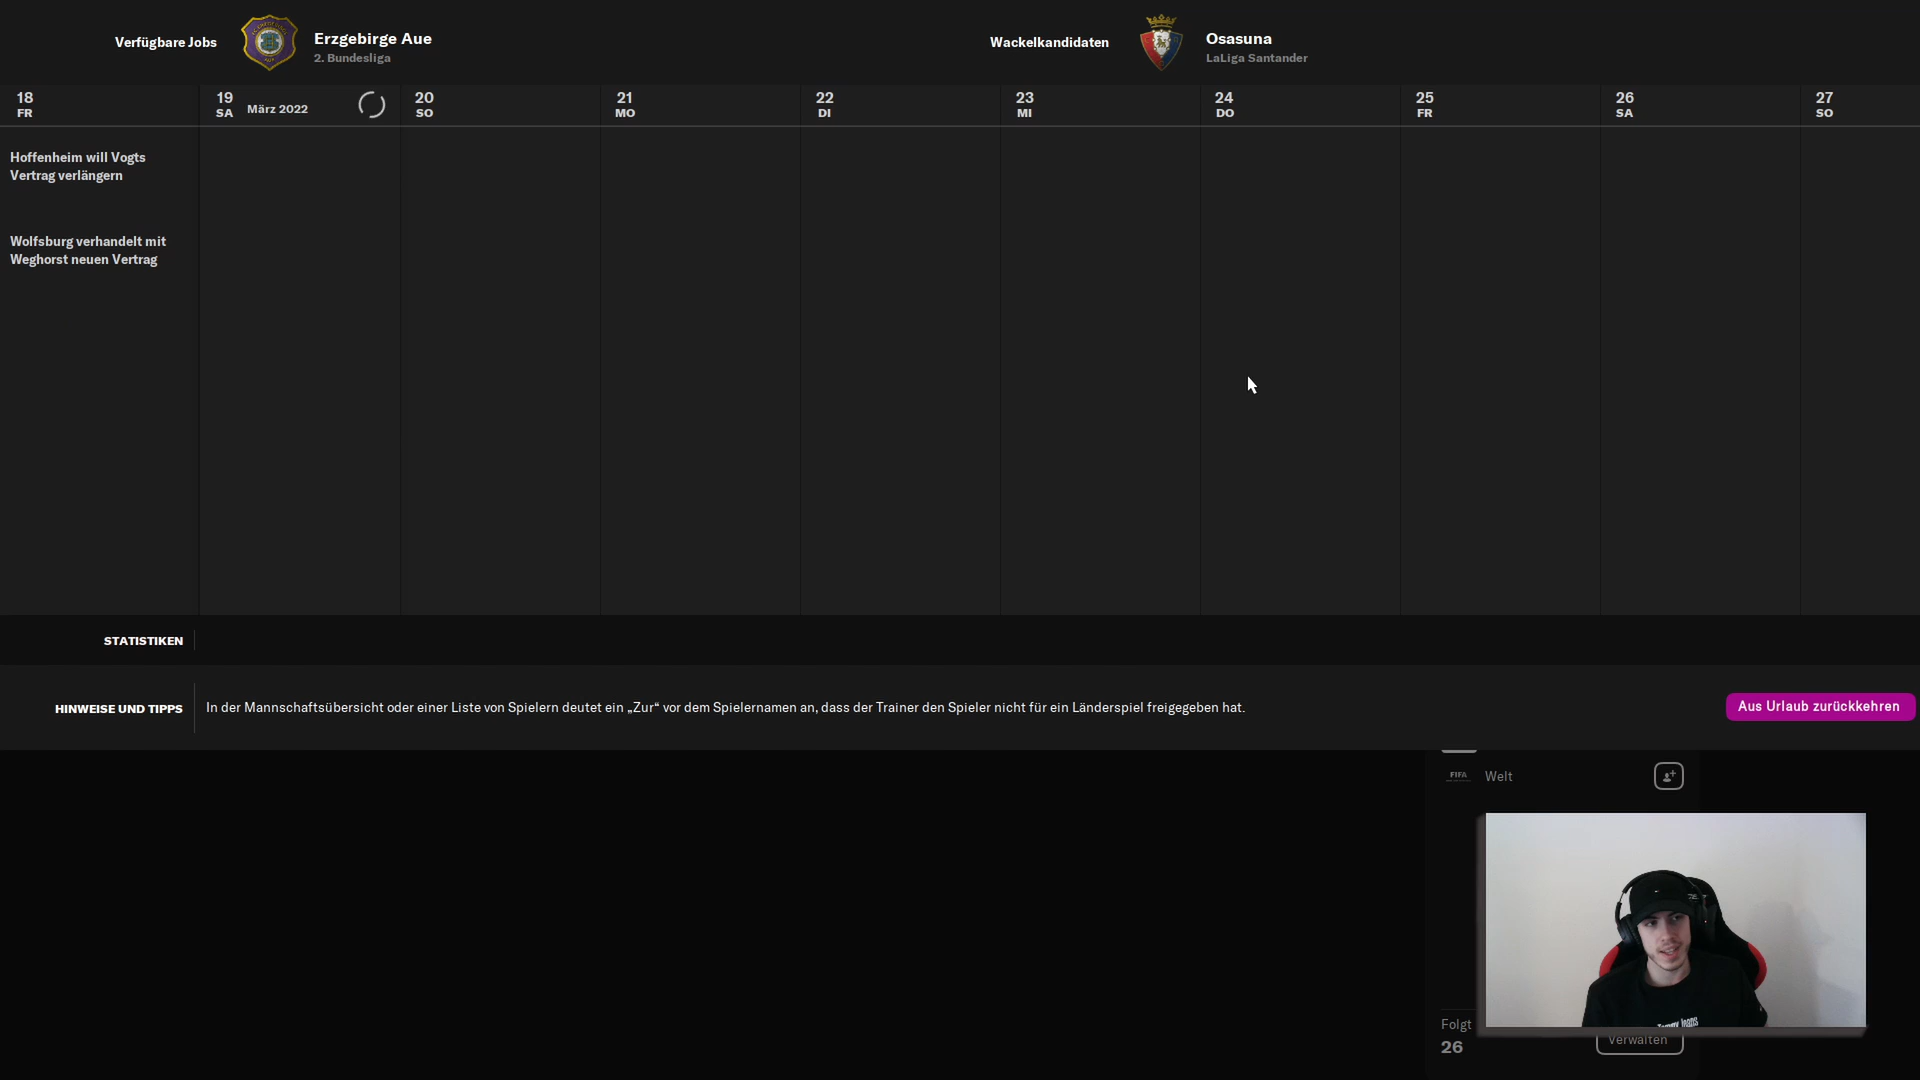 Verfügbare Jobs
Erzgebirge Aue
2. Bundesliga
Wackelkandidaten
Osasuna
LaLiga Santander
18
FR
19
SA
März 2022
20
SO
21
MO
22
DI
23
MI
24
DO
25
FR
26
SA
27
SO
Hoffenheim will Vogts
Vertrag verlängern
Wolfsburg verhandelt mit
Weghorst neuen Vertrag
STATISTIKEN
HINWEISE UND TIPPS
In der Mannschaftsübersicht oder einer Liste von Spielern deutet ein „Zur“ vor dem Spielernamen an, dass der Trainer den Spieler nicht für ein Länderspiel freigegeben hat.
Aus Urlaub zurückkehren
FIFA
Welt
Folgt
26
Verwalten
Tommy Jeans